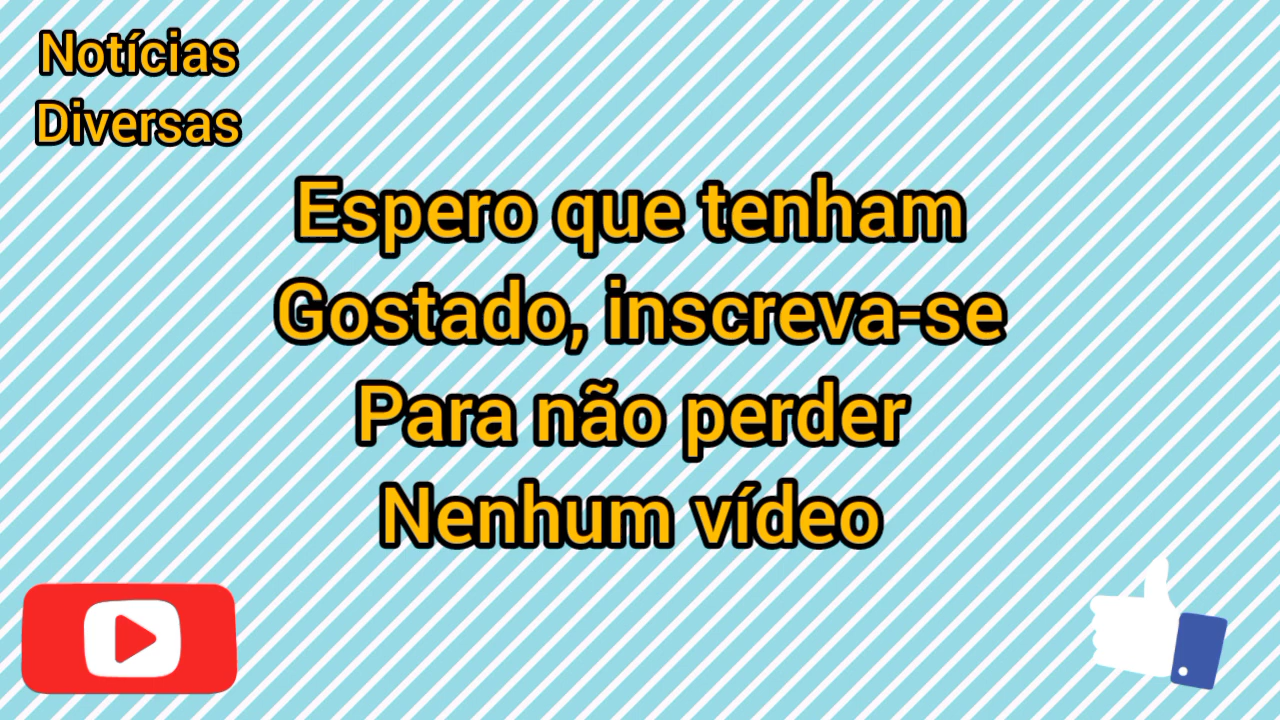 Notícias
Diversas
Espero que tenham
Gostado, inscreva-se
Para não perder
Nenhum vídeo